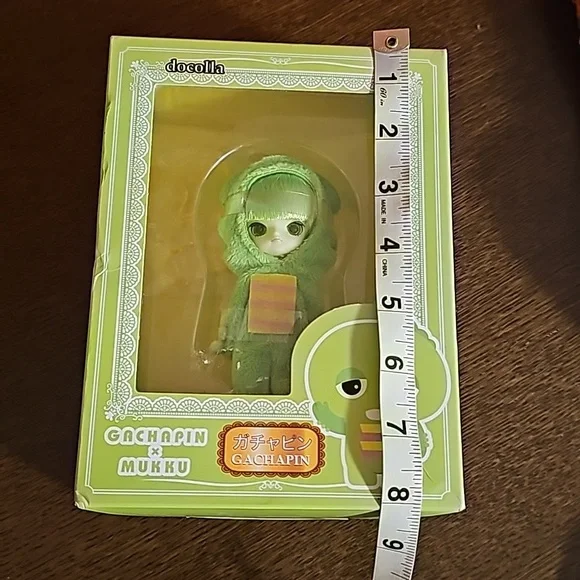 docolla
GACHAPIN
×
MUKKU
ガチャピン
GACHAPIN
1
60 in
2
3
MADE IN
4
CHINA
5
6
7
8
9